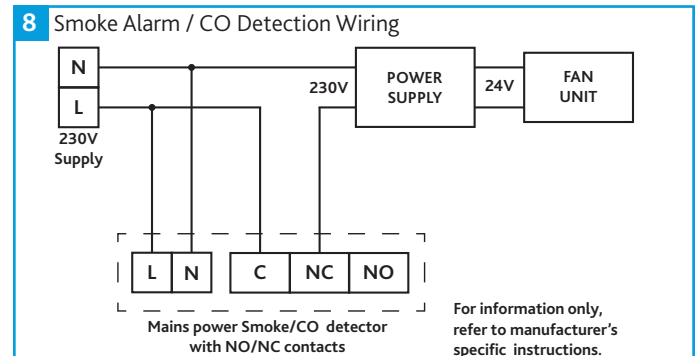 8 Smoke Alarm / CO Detection Wiring
N
L
230V
Supply
230V
POWER
SUPPLY
24V
FAN
UNIT
L N C NC NO
Mains power Smoke/CO detector
with NO/NC contacts
For information only,
refer to manufacturer's
specific instructions.